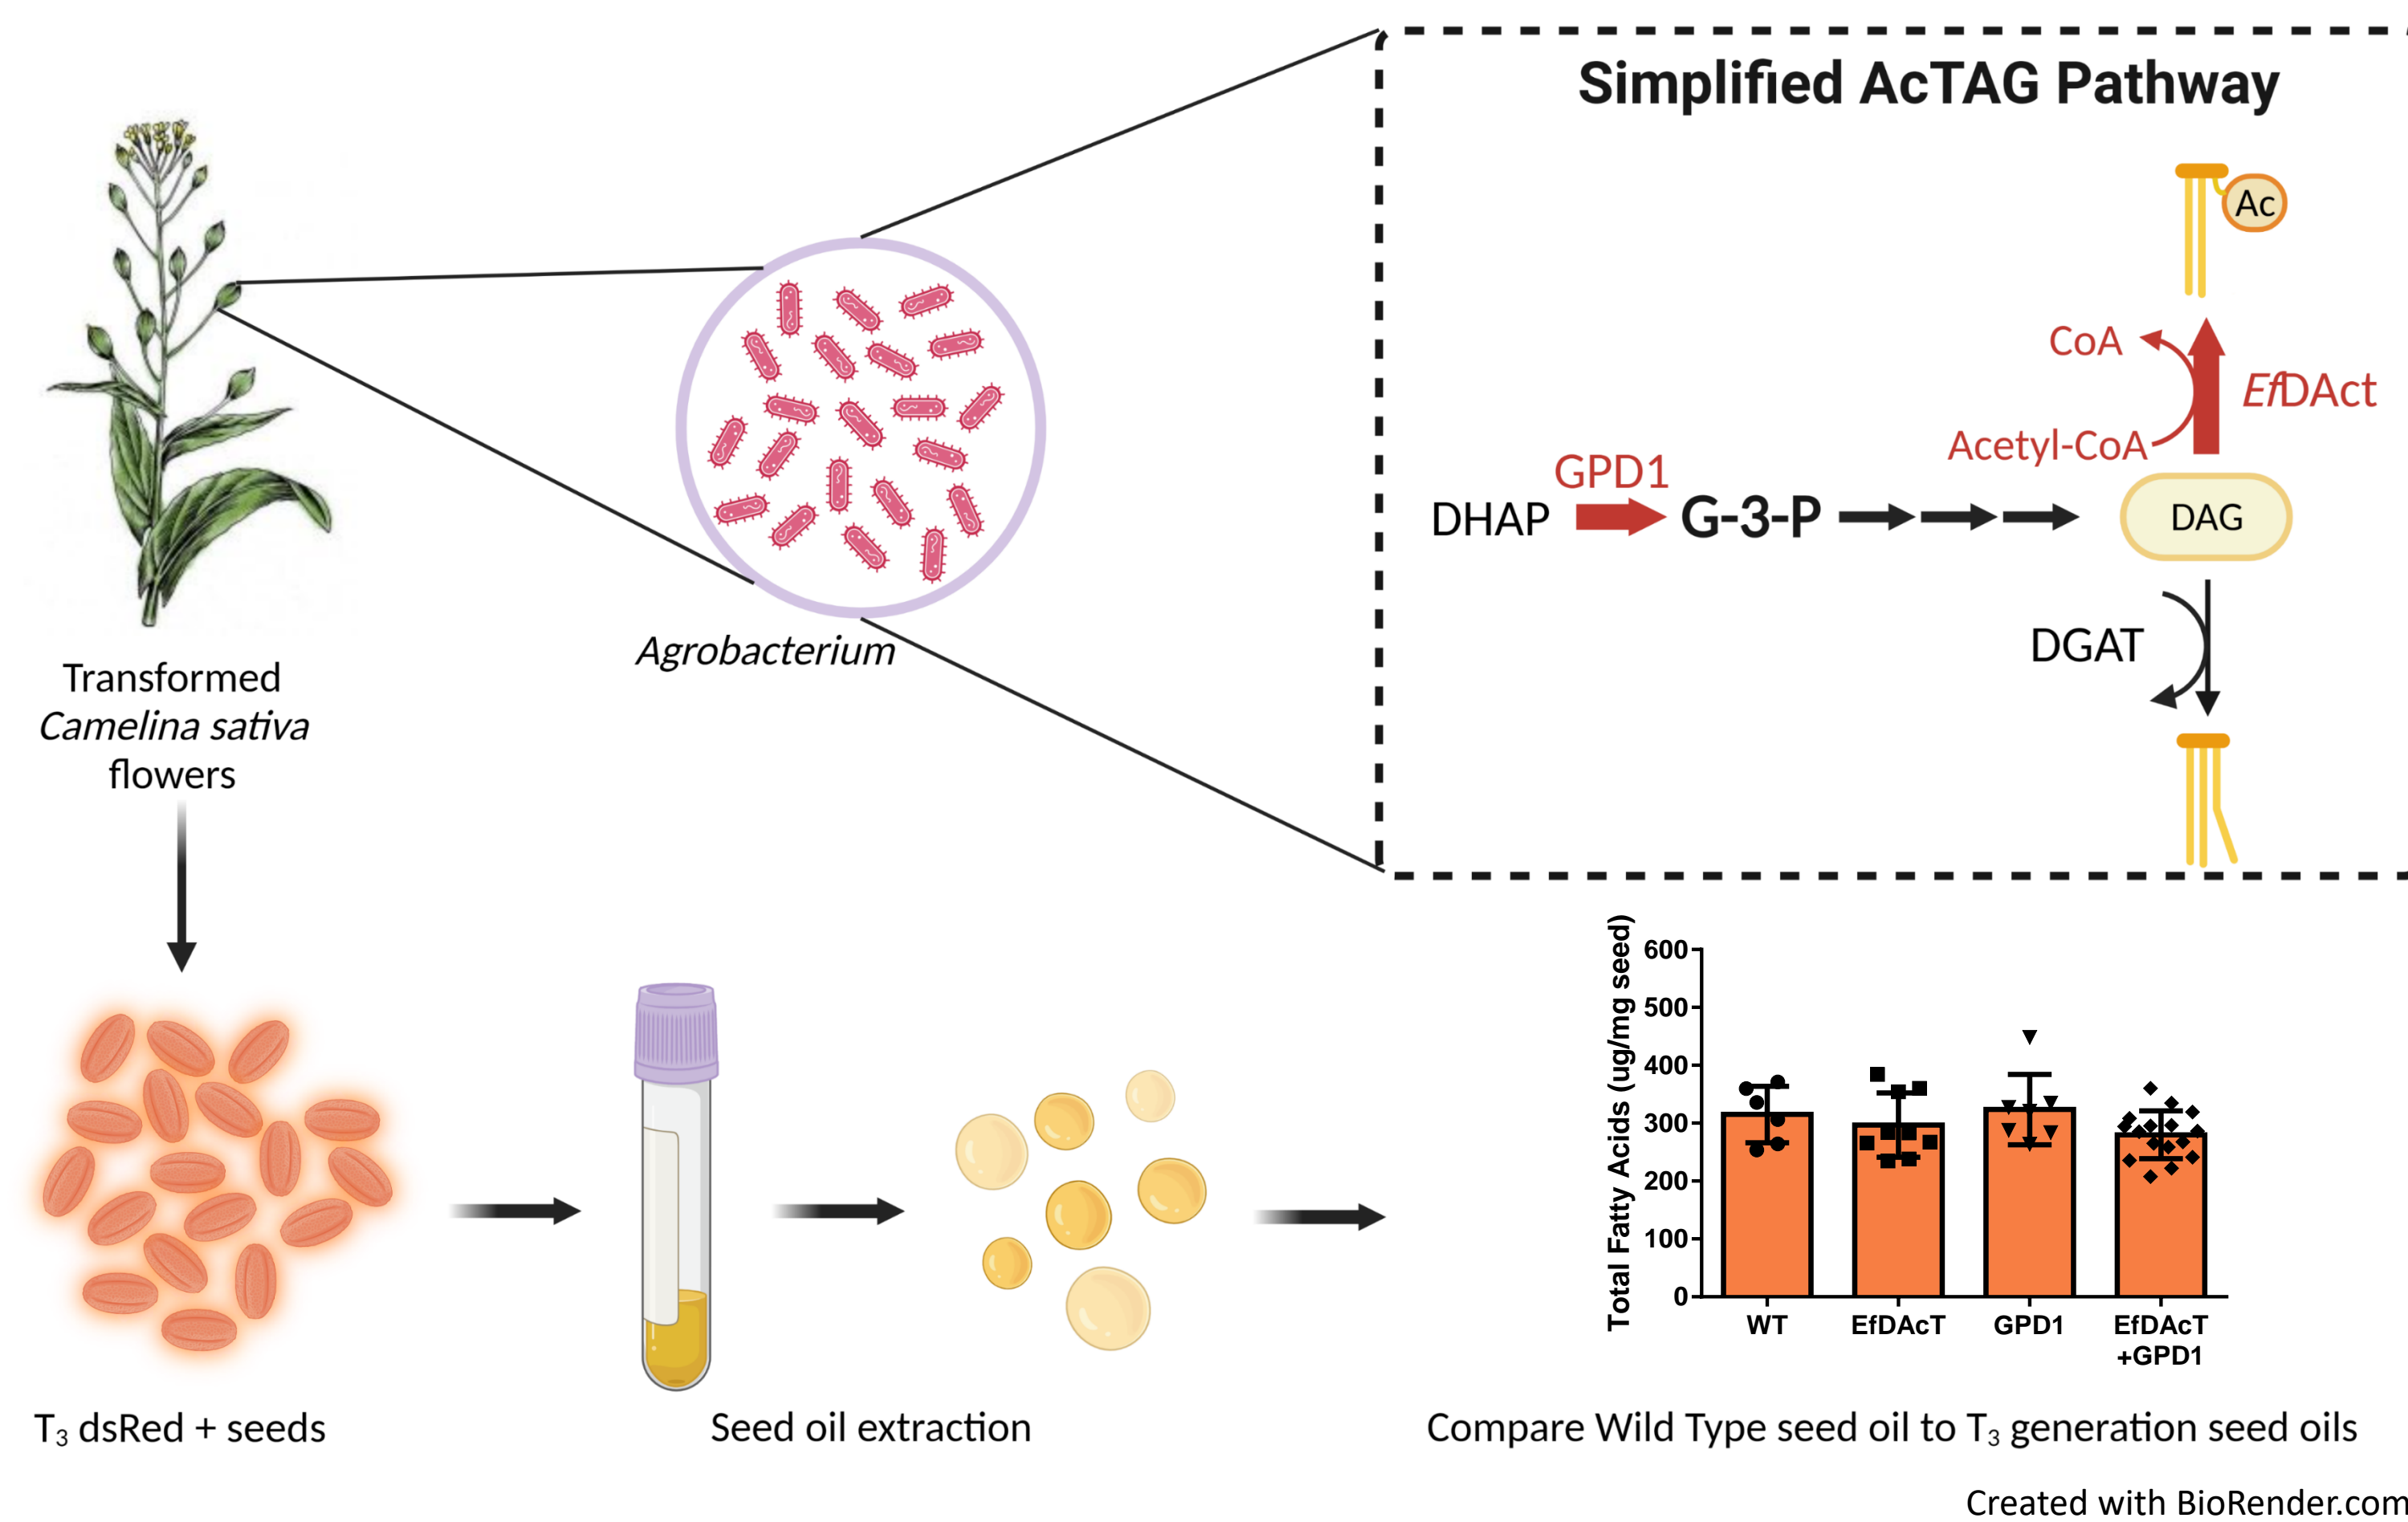 Simplified AcTAG Pathway
Ac
CoA
EfDAct
Acetyl-CoA
GPD1
DHAP
G-3-P
DAG
DGAT
Agrobacterium
Transformed
Camelina sativa
flowers
T₃ dsRed + seeds
Seed oil extraction
Total Fatty Acids (ug/mg seed)
600
500
400
300
200
100
0
WT
EfDAcT
GPD1
EfDAcT
+GPD1
Compare Wild Type seed oil to T₃ generation seed oils
Created with BioRender.com